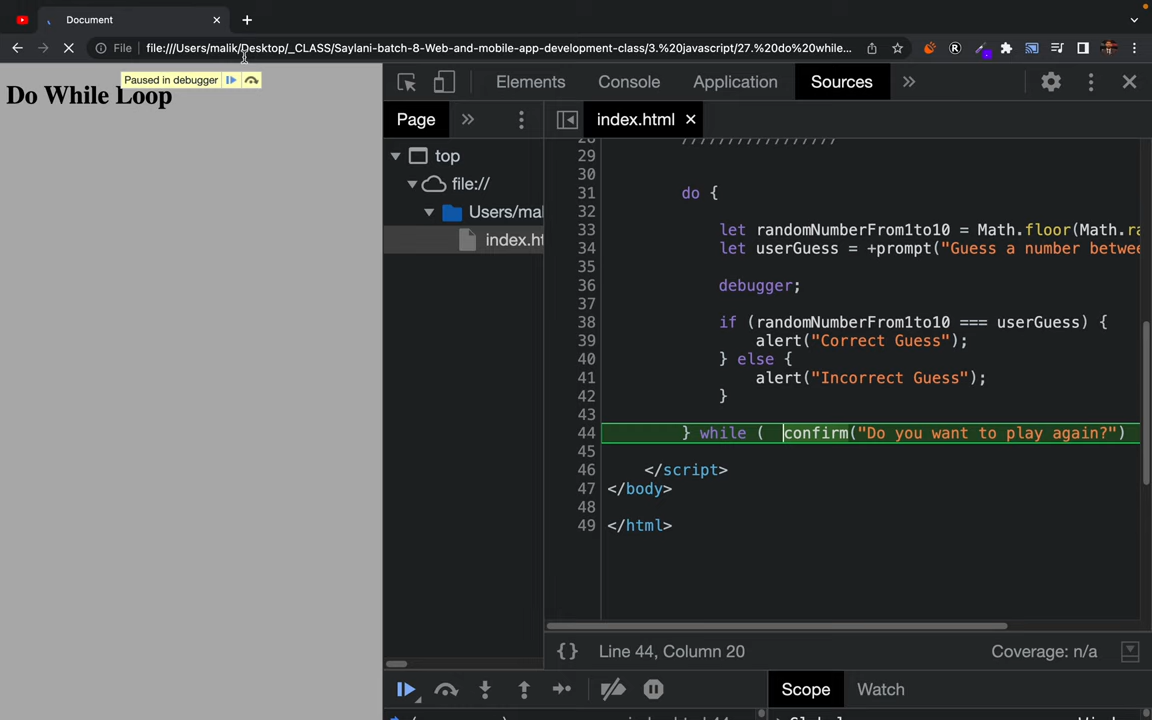 Document
File
file:///Users/malik/Desktop/_CLASS/Saylani-batch-8-Web-and-mobile-app-development-class/3.%20javascript/27.%20do%20while...
Paused in debugger
Do While Loop
Elements
Console
Application
Sources
Page
index.html
top
file://
Users/ma
index.ht
28 /////////////////
29
30
31 do {
32
33 let randomNumberFrom1to10 = Math.floor(Math.ra
34 let userGuess = +prompt("Guess a number betwee
35
36 debugger;
37
38 if (randomNumberFrom1to10 === userGuess) {
39 alert("Correct Guess");
40 } else {
41 alert("Incorrect Guess");
42 }
43
44 } while ( confirm("Do you want to play again?")
45
46 </script>
47 </body>
48
49 </html>
{} Line 44, Column 20
Coverage: n/a
Scope
Watch